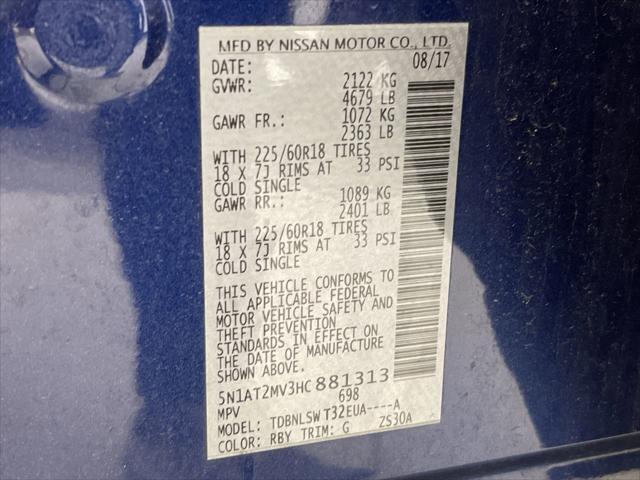 MFD BY NISSAN MOTOR CO., LTD.
DATE: 08/17
GVWR: 2122 KG
4679 LB
GAWR FR.: 1072 KG
2363 LB
WITH 225/60R18 TIRES
18 X 7J RIMS AT 33 PSI
COLD SINGLE
GAWR RR.: 1089 KG
2401 LB
WITH 225/60R18 TIRES
18 X 7J RIMS AT 33 PSI
COLD SINGLE
THIS VEHICLE CONFORMS TO
ALL APPLICABLE FEDERAL
MOTOR VEHICLE SAFETY AND
THEFT PREVENTION
STANDARDS IN EFFECT ON
THE DATE OF MANUFACTURE
5N1AT2MV3HC881313
MPV 698
MODEL: TDBNLSW T32EUA----A
COLOR: RBY TRIM: G ZS30A